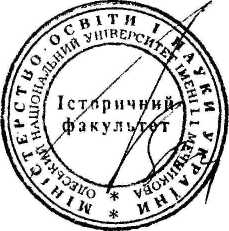 МІНІСТЕРСТВО·ОСВІТИ І НАУКИ УКРАЇНИ
ОДЕСЬКИЙ НАЦІОНАЛЬНИЙ УНІВЕРСИТЕТ ІМЕНІ І.І.МЕЧНИКОВА
Історичний
факультет